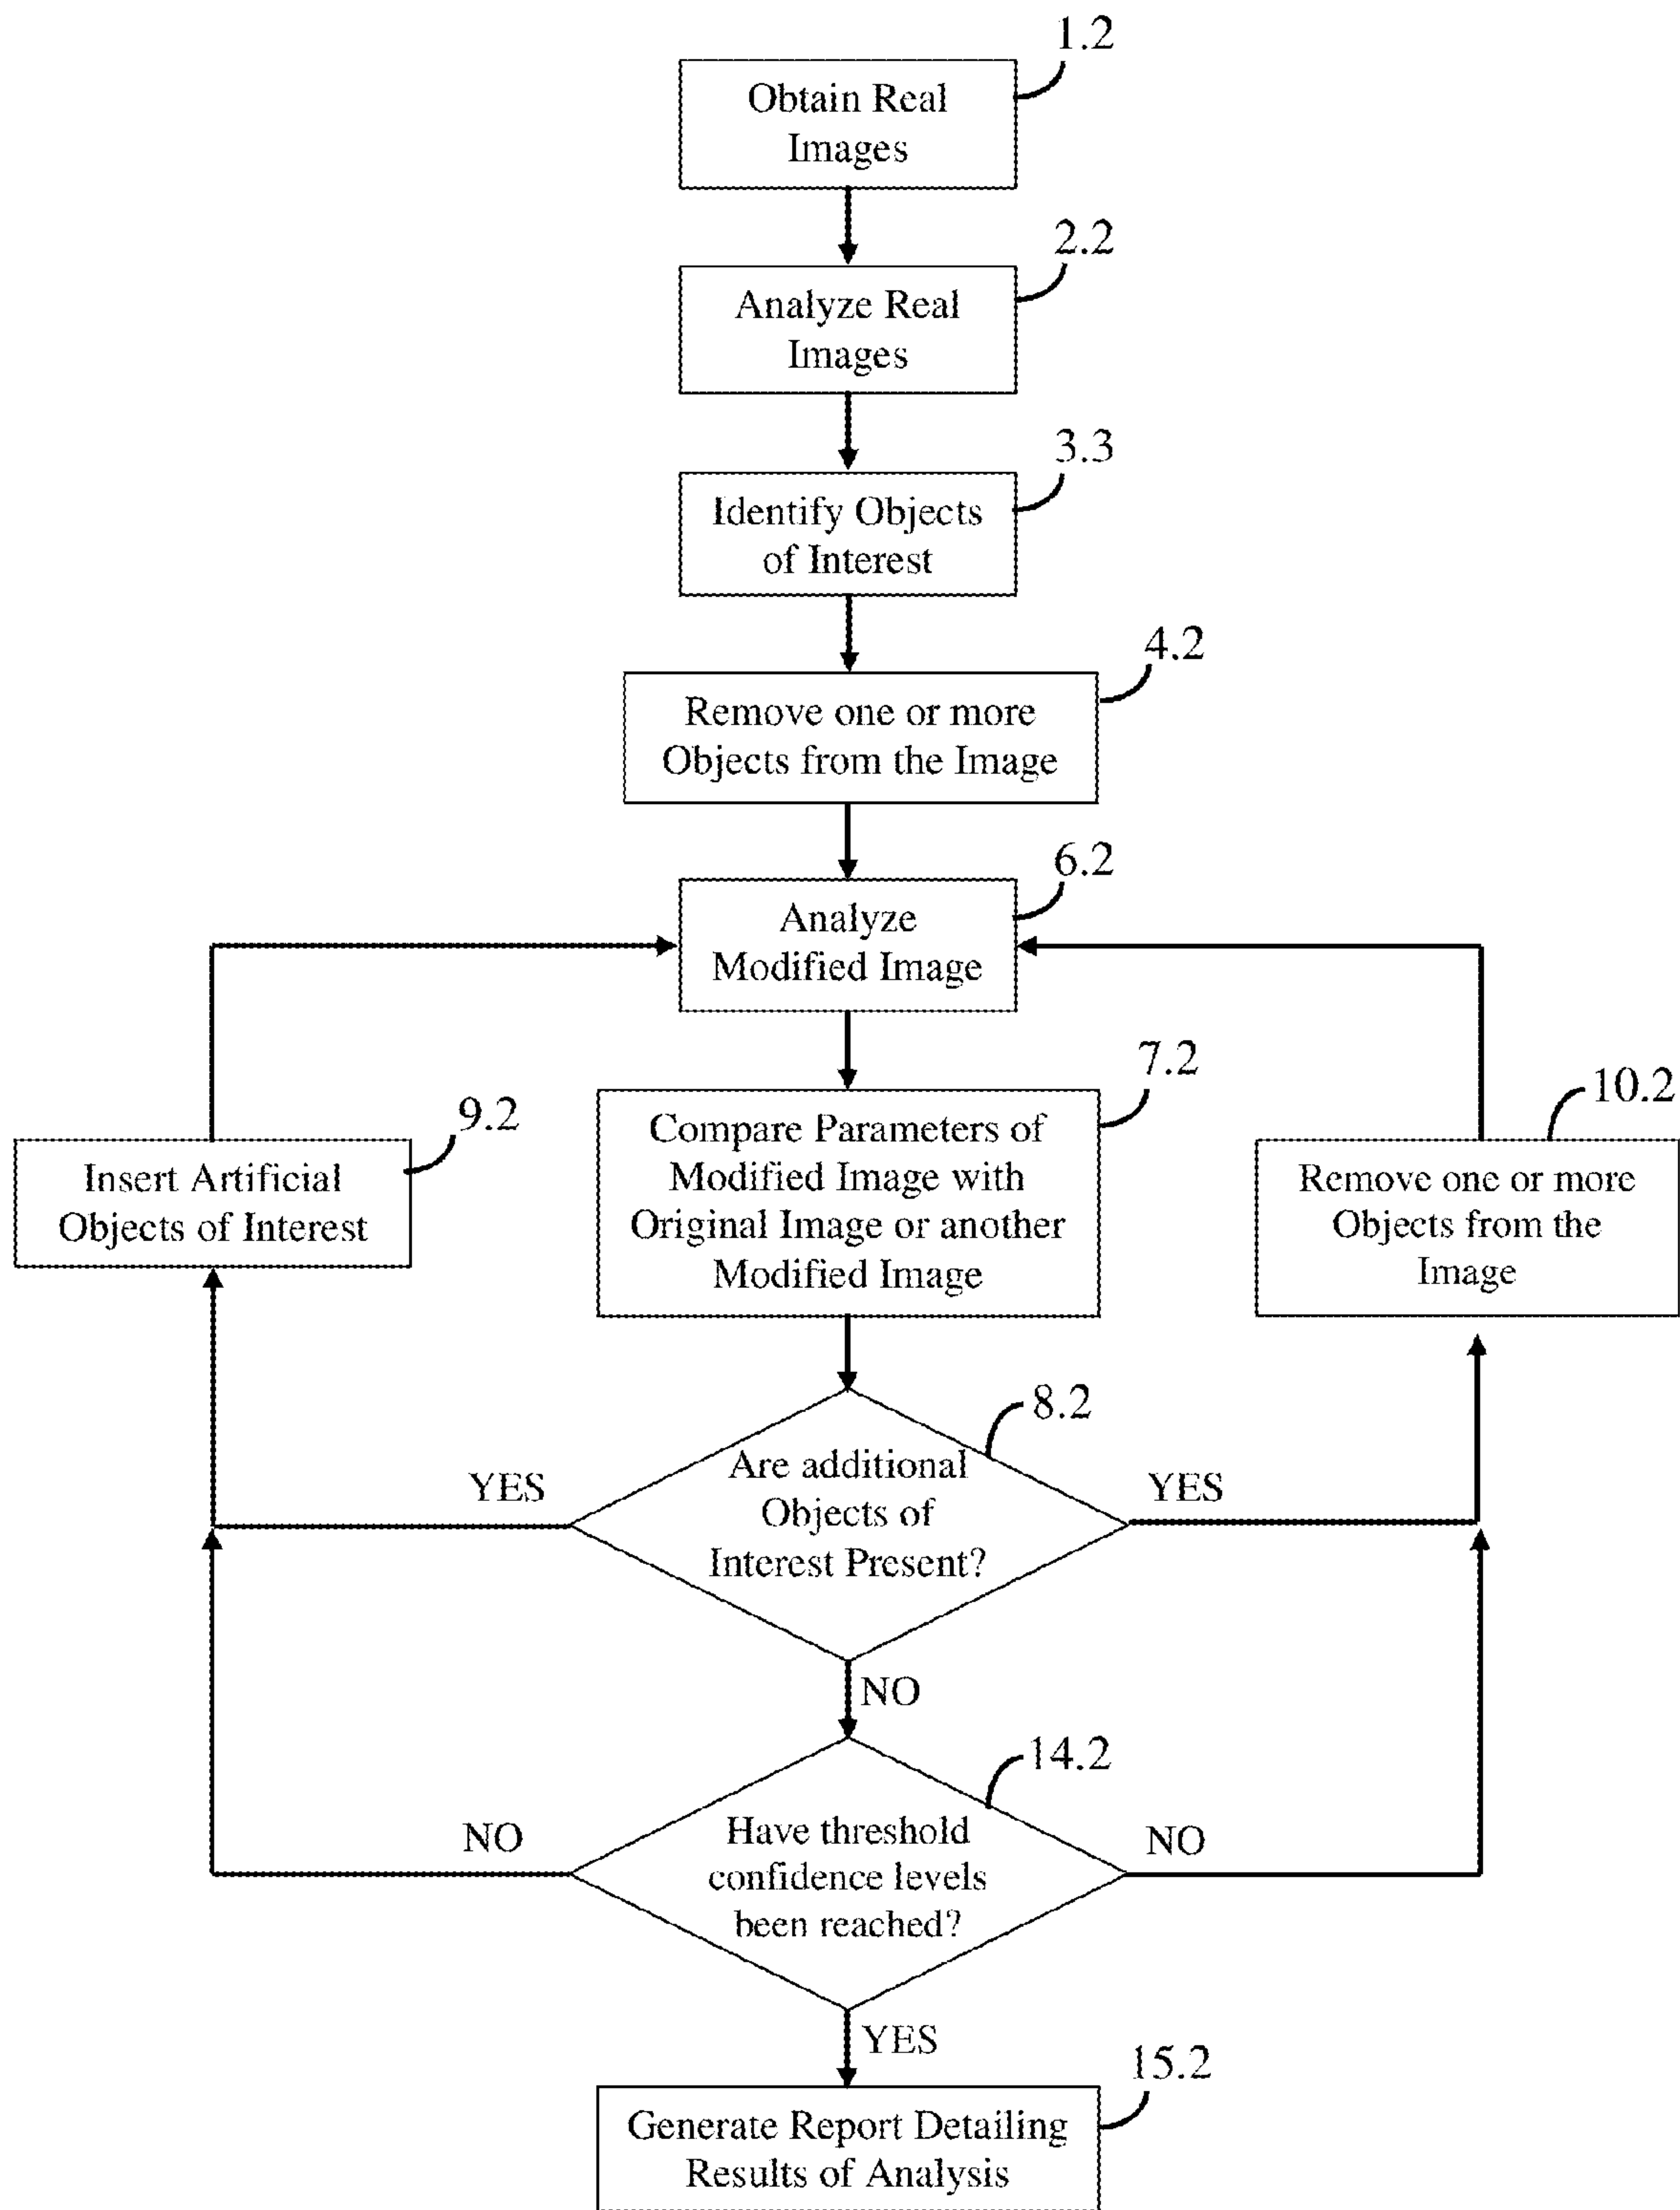 1.2
Obtain Real
Images
2.2
Analyze Real
Images
3.3
Identify Objects
of Interest
4.2
Remove one or more
Objects from the Image
6.2
Analyze
Modified Image
7.2
Compare Parameters of
Modified Image with
Original Image or another
Modified Image
9.2
Insert Artificial
Objects of Interest
10.2
Remove one or more
Objects from the
Image
8.2
Are additional
Objects of
Interest Present?
YES
YES
NO
14.2
Have threshold
confidence levels
been reached?
NO
NO
YES
15.2
Generate Report Detailing
Results of Analysis